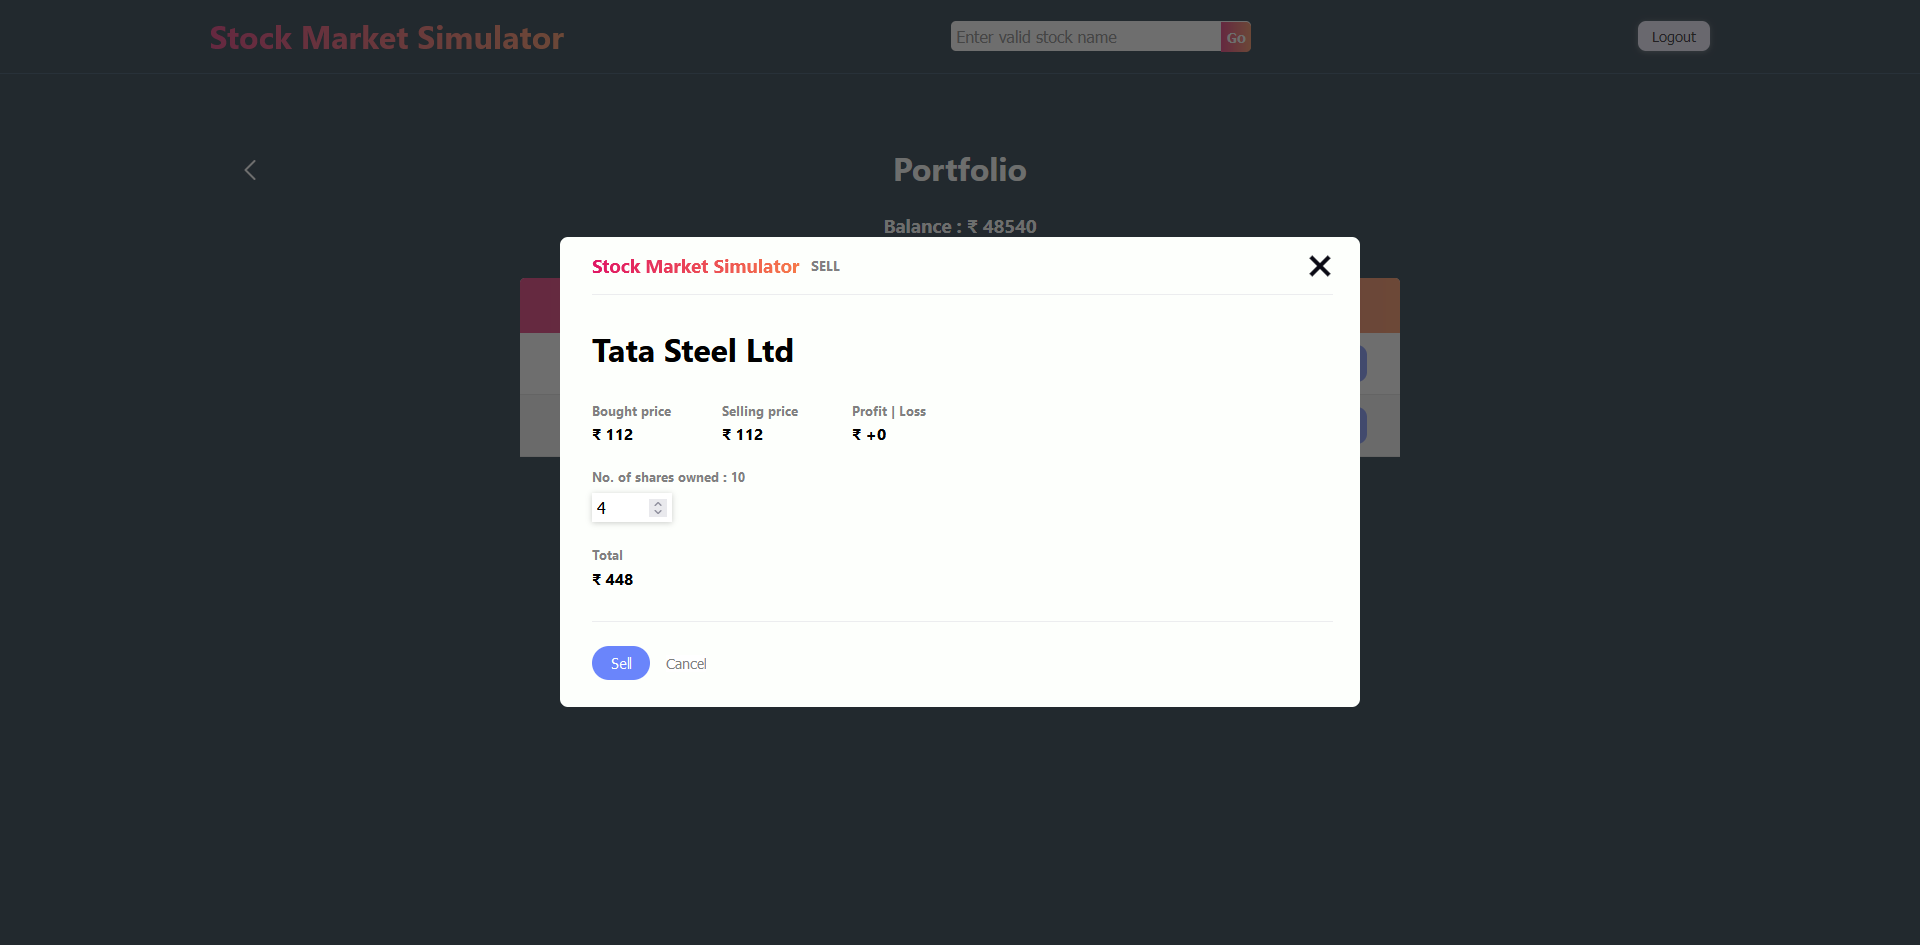 Stock Market Simulator
Enter valid stock name Go
Logout
Portfolio
Balance : ₹ 48540
Stock Market Simulator SELL
Tata Steel Ltd
Bought price Selling price Profit | Loss
₹ 112 ₹ 112 ₹ +0
No. of shares owned : 10
4
Total
₹ 448
Sell Cancel